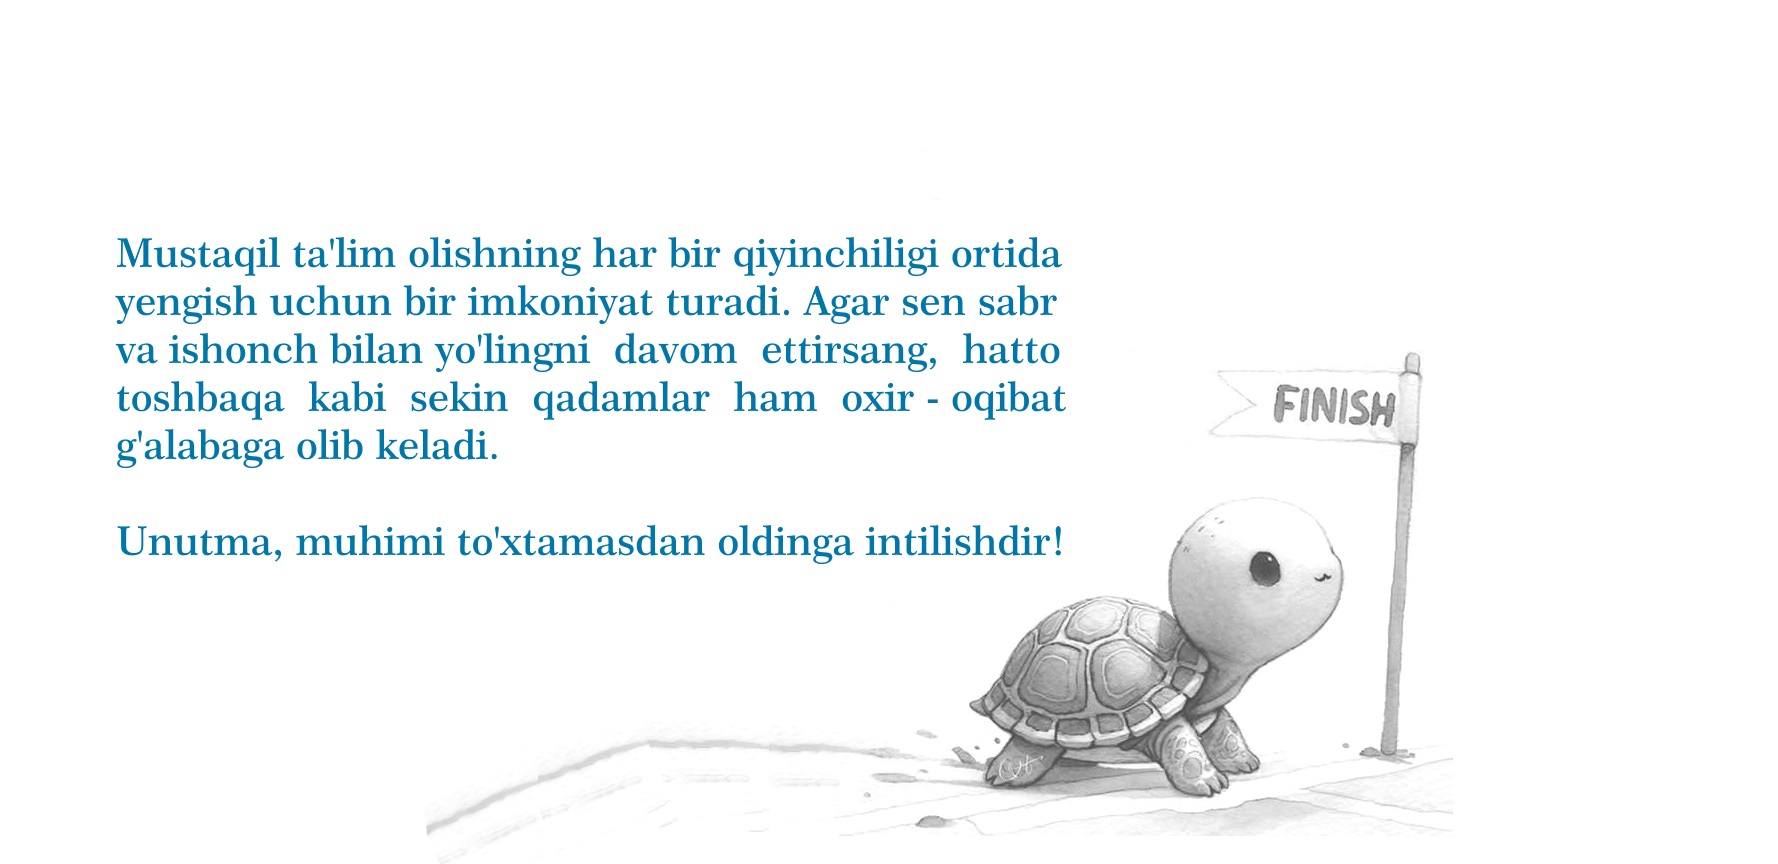 Mustaqil ta'lim olishning har bir qiyinchiligi ortida
yengish uchun bir imkoniyat turadi. Agar sen sabr
va ishonch bilan yo'lingni davom ettirsang, hatto
toshbaqa kabi sekin qadamlar ham oxir - oqibat
g'alabaga olib keladi.
Unutma, muhimi to'xtamasdan oldinga intilishdir!
FINISH